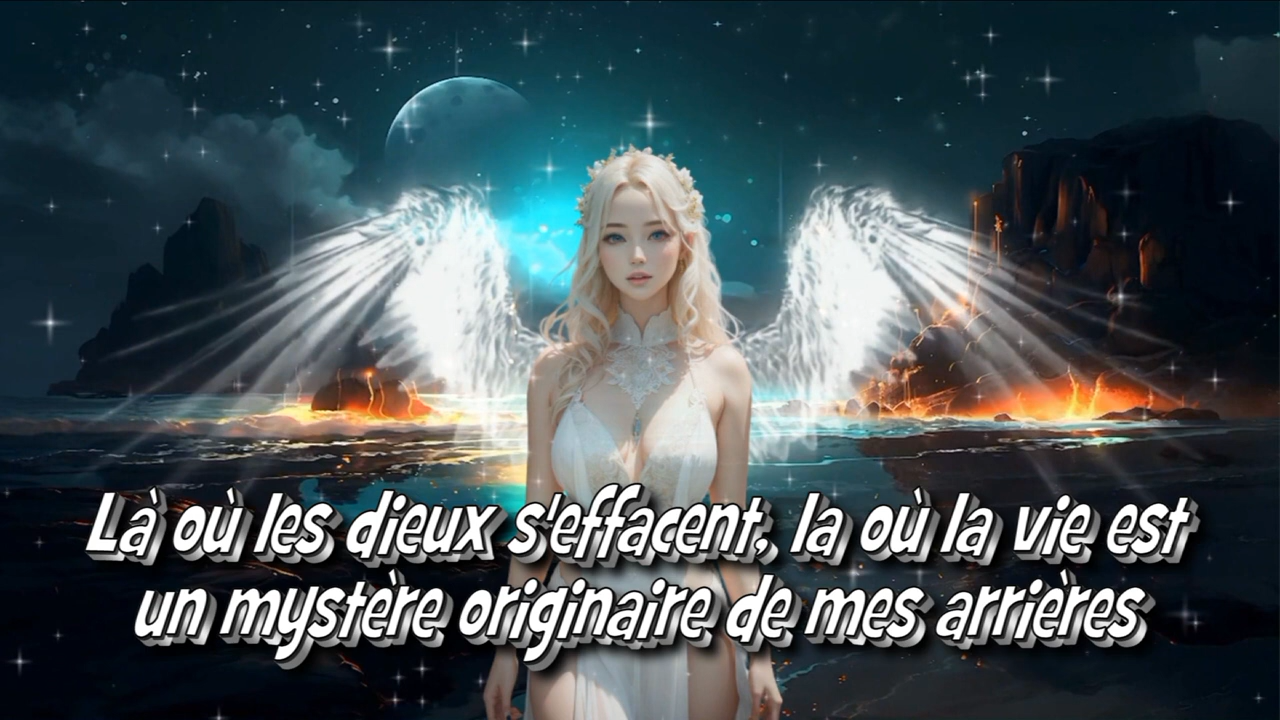 Là où les dieux s'effacent, la où la vie est
un mystère originaire de mes arrières